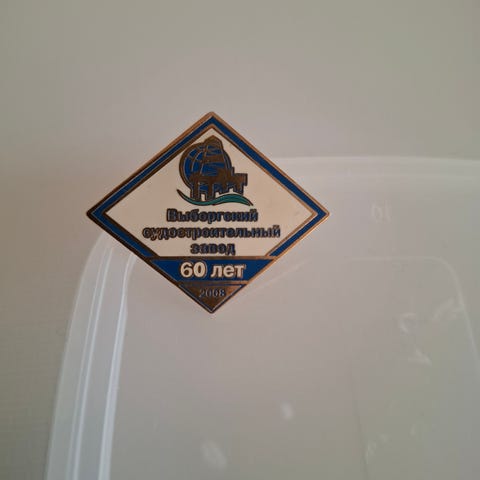 Выборгский
судостроительный
завод
60 лет
2008